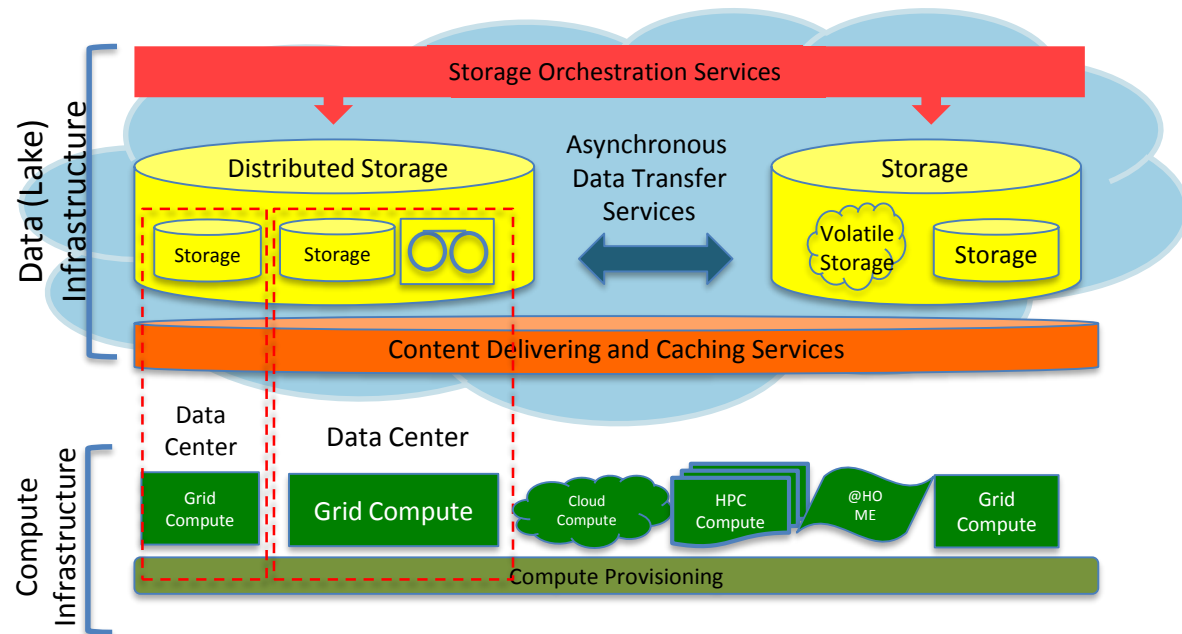 Storage Orchestration Services
Data (Lake)
Infrastructure
Distributed Storage
Asynchronous
Data Transfer
Services
Storage
Storage
Storage
Volatile
Storage
Storage
Content Delivering and Caching Services
Data
Center
Data Center
Compute
Infrastructure
Grid
Compute
Grid Compute
Cloud
Compute
HPC
Compute
@HO
ME
Grid
Compute
Compute Provisioning